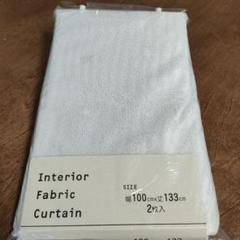 Interior
Fabric
Curtain
SIZE
幅100cm×丈133cm
2枚入